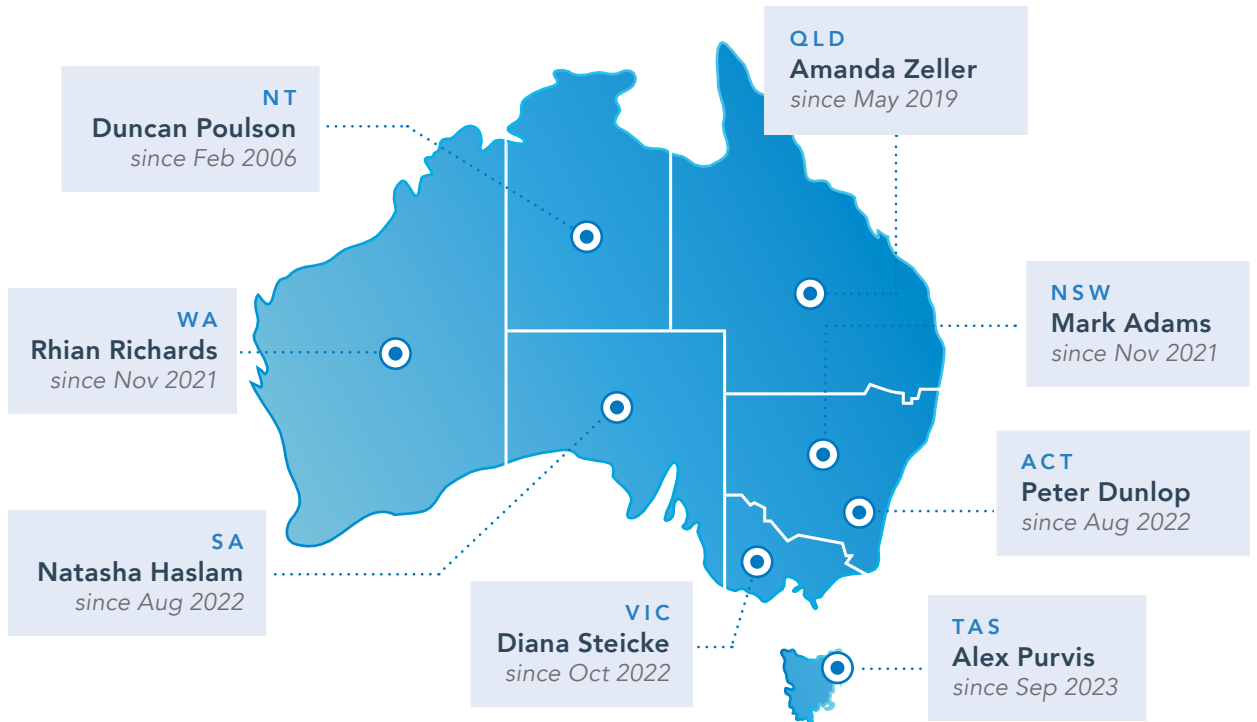 QLD
Amanda Zeller
since May 2019
NT
Duncan Poulson
since Feb 2006
NSW
Mark Adams
since Nov 2021
WA
Rhian Richards
since Nov 2021
ACT
Peter Dunlop
since Aug 2022
SA
Natasha Haslam
since Aug 2022
VIC
Diana Steicke
since Oct 2022
TAS
Alex Purvis
since Sep 2023